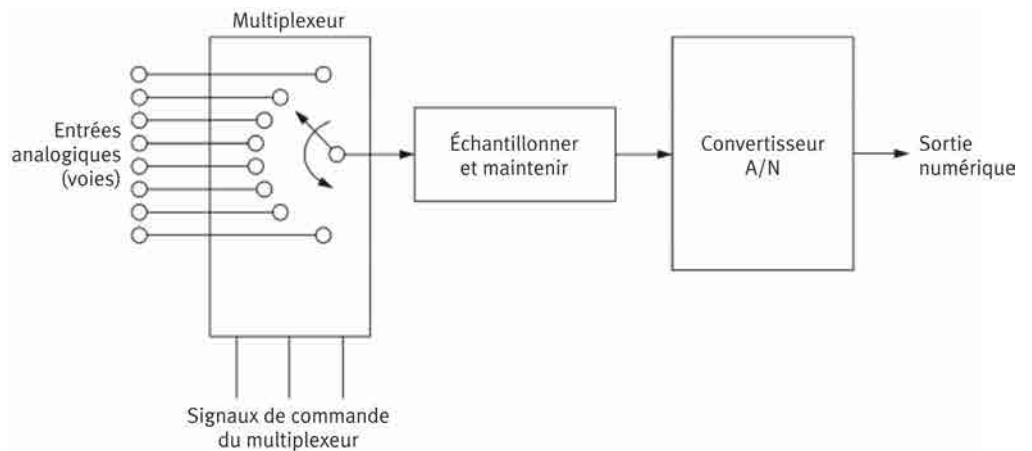 Multiplexeur
Entrées
analogiques
(voies)
Échantillonner
et maintenir
Convertisseur
A/N
Sortie
numérique
Signaux de commande
du multiplexeur